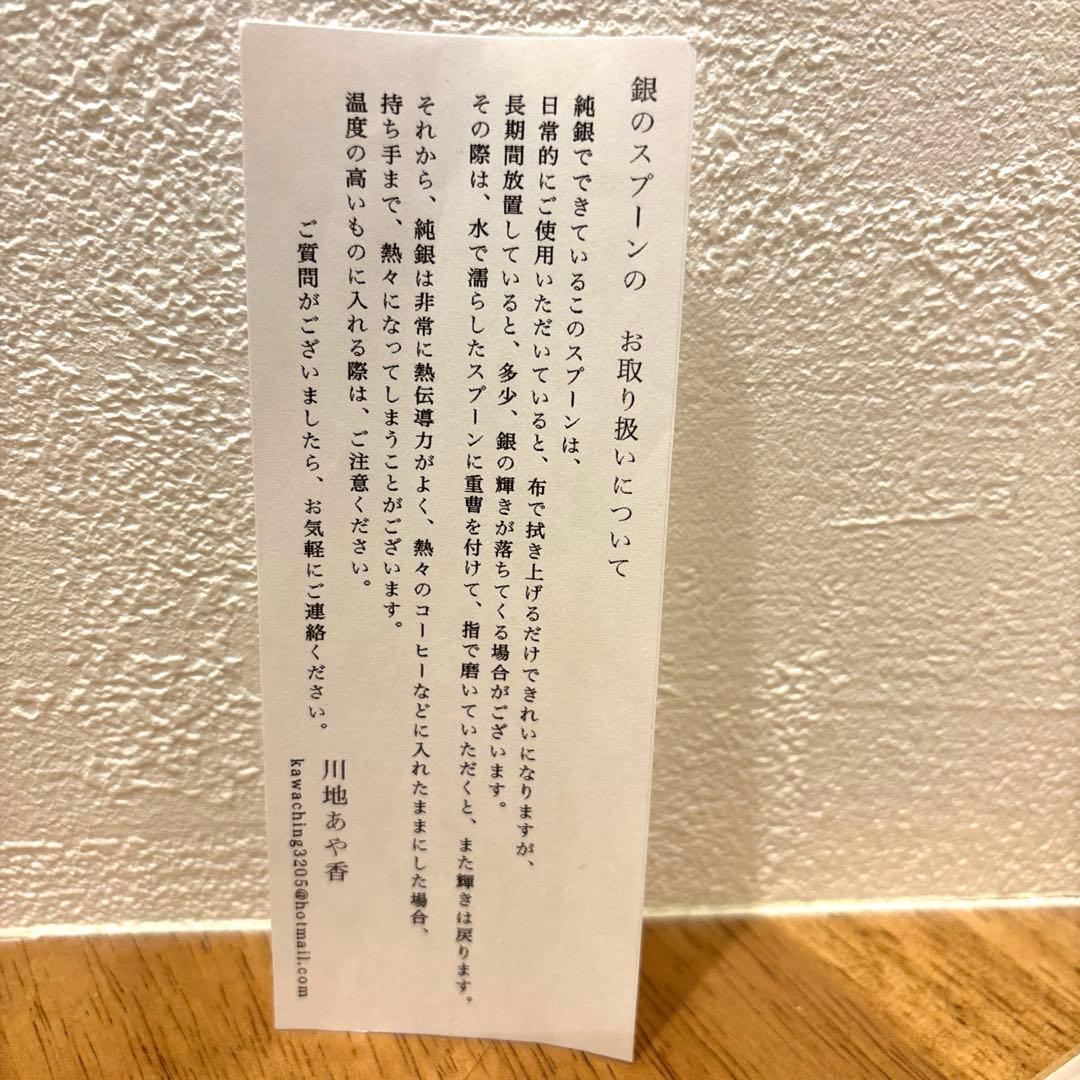 銀のスプーンの　お取り扱いについて
純銀でできているこのスプーンは、
日常的にご使用いただいていると、布で拭き上げるだけできれいになりますが、
長期間放置していると、多少、銀の輝きが落ちてくる場合がございます。
その際は、水で濡らしたスプーンに重曹を付けて、指で磨いていただくと、また輝きは戻ります。
それから、純銀は非常に熱伝導力がよく、熱々のコーヒーなどに入れたままにした場合、
持ち手まで、熱々になってしまうことがございます。
温度の高いものに入れる際は、ご注意ください。
ご質問がございましたら、お気軽にご連絡ください。
川地あや香
kawaching3205@hotmail.com